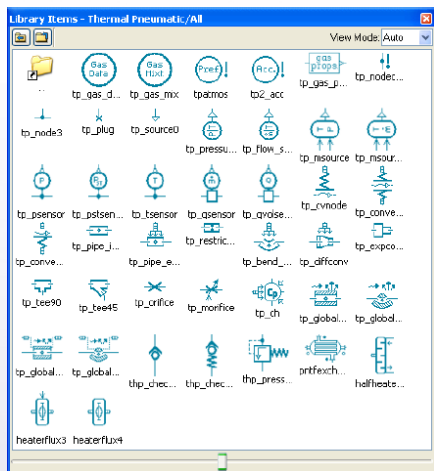 Library Items - Thermal Pneumatic/All
View Mode: Auto
Gas Data
Gas Mixt
Pref
Acc.
gas props
..
tp_gas_d...
tp_gas_mix
tpatmos
tp2_acc
tp_gas_p...
tp_nodec...
tp_node3
tp_plug
tp_source0
tp_pressu...
tp_flow_s...
tp_msource
tp_msour...
tp_psensor
tp_pstsen...
tp_tsensor
tp_qsensor
tp_qvolse...
tp_cvnode
tp_conve...
tp_conve...
tp_pipe_i...
tp_pipe_e...
tp_restric...
tp_bend_...
tp_diffconv
tp_expco...
tp_tee90
tp_tee45
tp_orifice
tp_morifice
tp_ch
tp_global...
tp_global...
tp_global...
tp_global...
thp_chec...
thp_chec...
thp_press...
pntfexch...
halfheate...
heaterflux3
heaterflux4